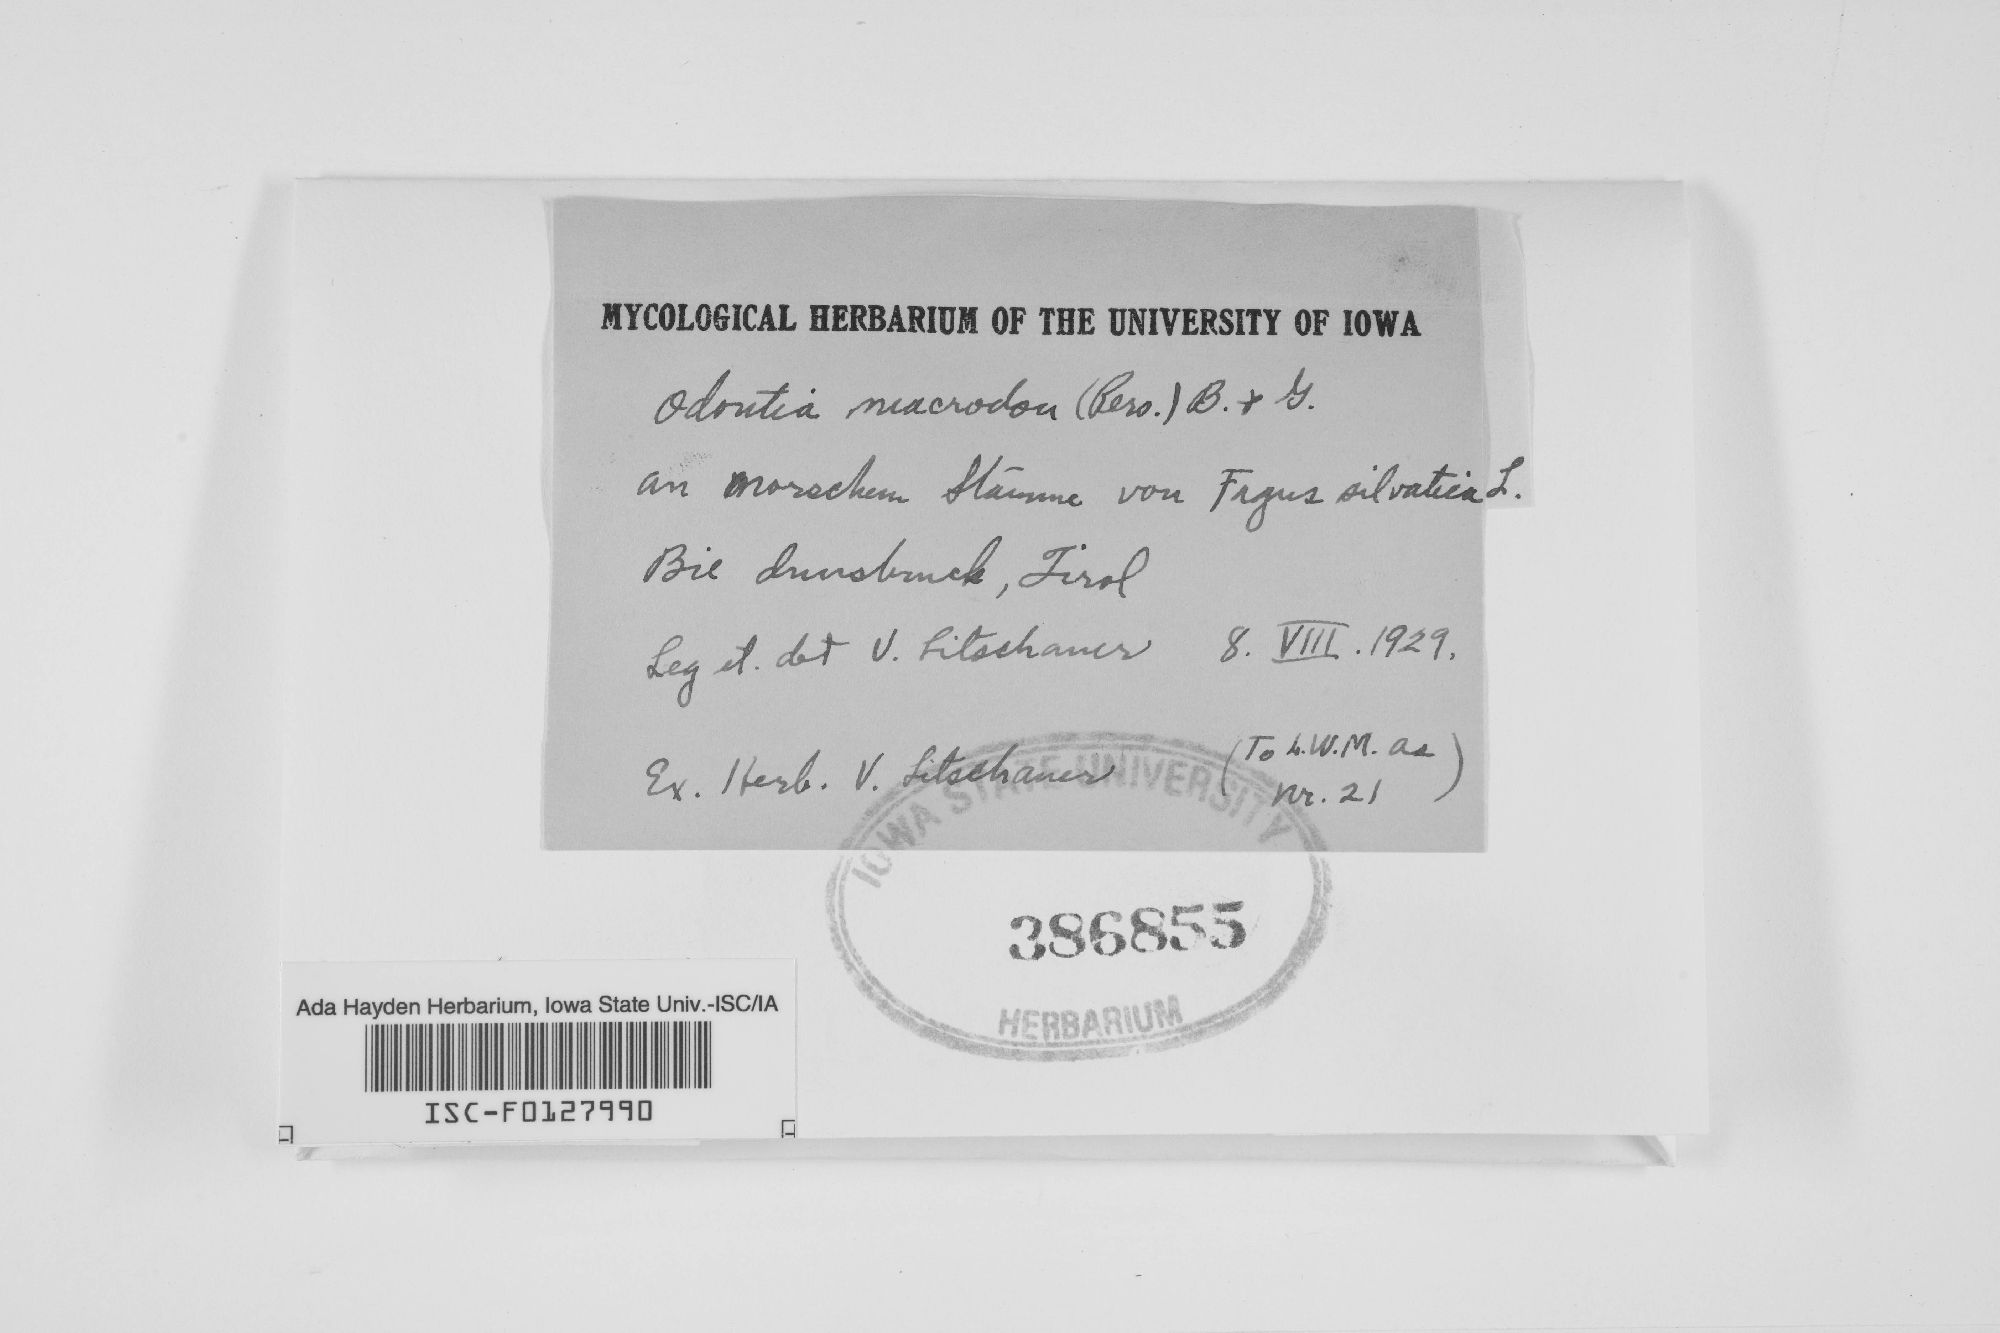 MYCOLOGICAL HERBARIUM OF THE UNIVERSITY OF IOWA
Odontia macrodon (Pers.) B. + G.
an morschem Stämme von Fagus silvatica L.
Bie Innsbruck, Tirol
Leg et. det V. Litschauer 8. VIII. 1929.
Ex. Herb. V. Litschauer (To L.W.M. as
Nr. 21)
IOWA STATE UNIVERSITY
386855
HERBARIUM
Ada Hayden Herbarium, Iowa State Univ.-ISC/IA
ISC-F0127990